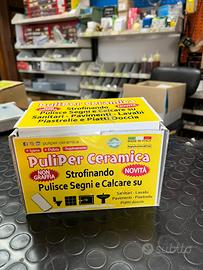 Strofinando
Pulisce Segni e Calcare su
Sanitari - Pavimenti - Lavabi
Piastrelle e Piatti Doccia
puliper ceramica
PuliPer Ceramica
NON
GRAFFIA
Strofinando
NOVITÀ
Pulisce Segni e Calcare su
Sanitari - Lavabi
Pavimenti - Piastrelle
Piatti Doccia
subito